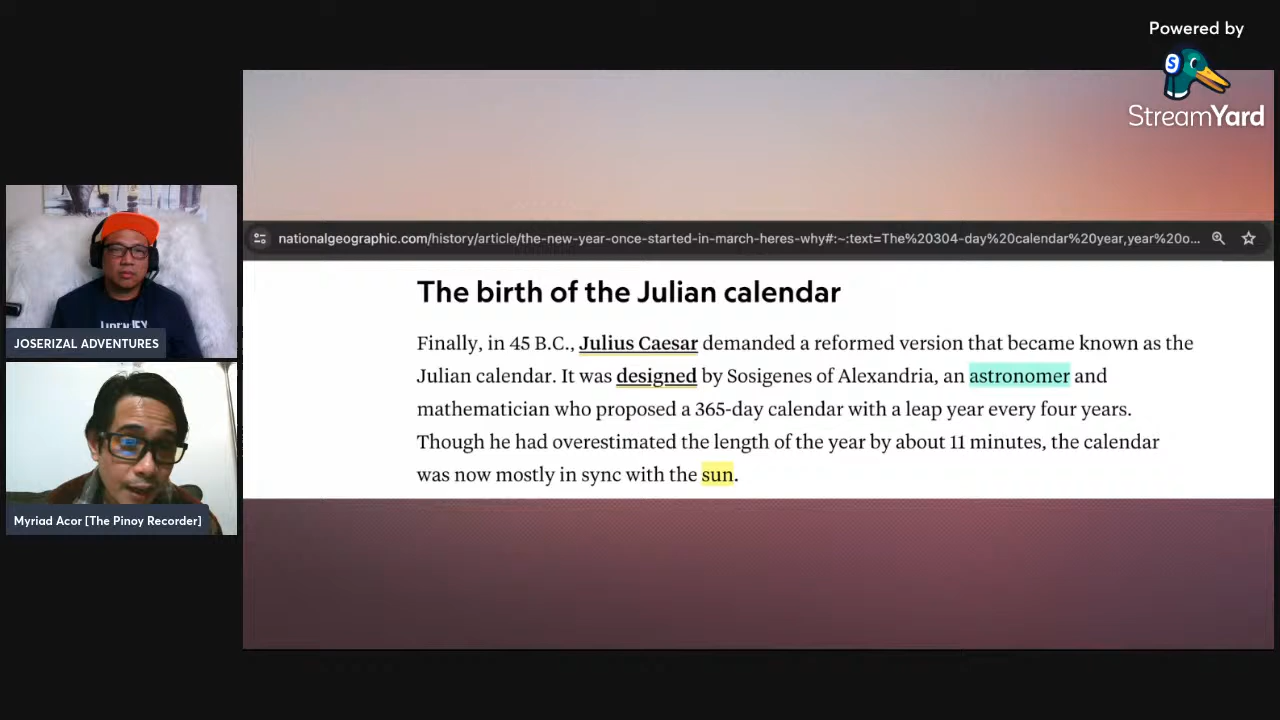 Powered by
S
StreamYard
nationalgeographic.com/history/article/the-new-year-once-started-in-march-heres-why#:~:text=The%20304-day%20calendar%20year,year%20o...
The birth of the Julian calendar
Finally, in 45 B.C., Julius Caesar demanded a reformed version that became known as the
Julian calendar. It was designed by Sosigenes of Alexandria, an astronomer and
mathematician who proposed a 365-day calendar with a leap year every four years.
Though he had overestimated the length of the year by about 11 minutes, the calendar
was now mostly in sync with the sun.
JOSERIZAL ADVENTURES
Myriad Acor [The Pinoy Recorder]